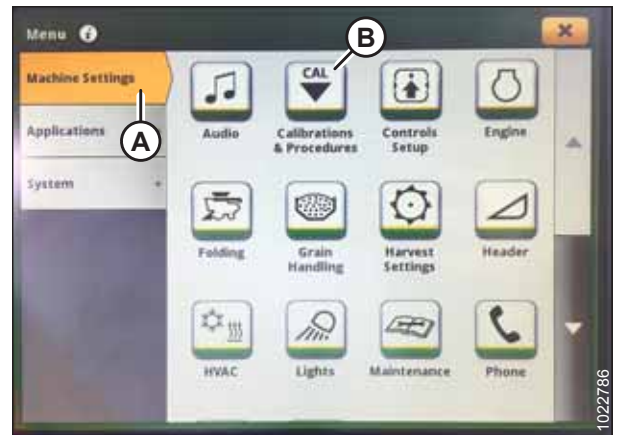 Menu i
B
Machine Settings
CAL
A
Applications
Audio
Calibrations
& Procedures
Controls
Setup
Engine
System
Folding
Grain
Handling
Harvest
Settings
Header
HVAC
Lights
Maintenance
Phone
1022786